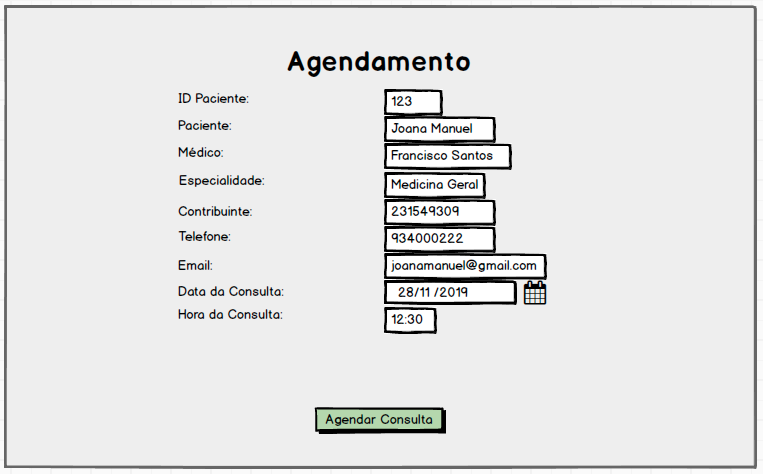 Agendamento
ID Paciente: 123
Paciente: Joana Manuel
Médico: Francisco Santos
Especialidade: Medicina Geral
Contribuinte: 231549309
Telefone: 934000222
Email: joanamanuel@gmail.com
Data da Consulta: 28/11 /2019
Hora da Consulta: 12:30
Agendar Consulta